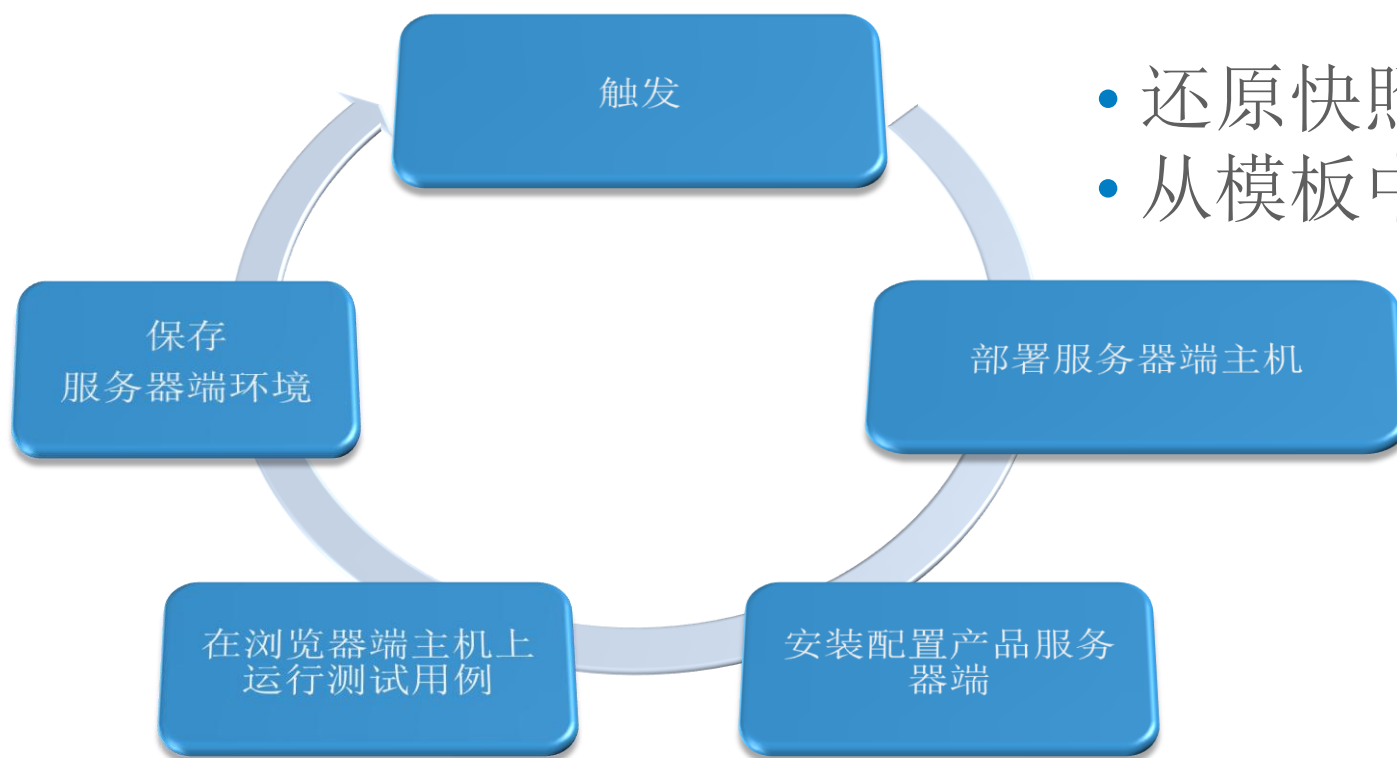 触发
• 还原快照
• 从模板中
部署服务器端主机
保存
服务器端环境
在浏览器端主机上
运行测试用例
安装配置产品服务
器端